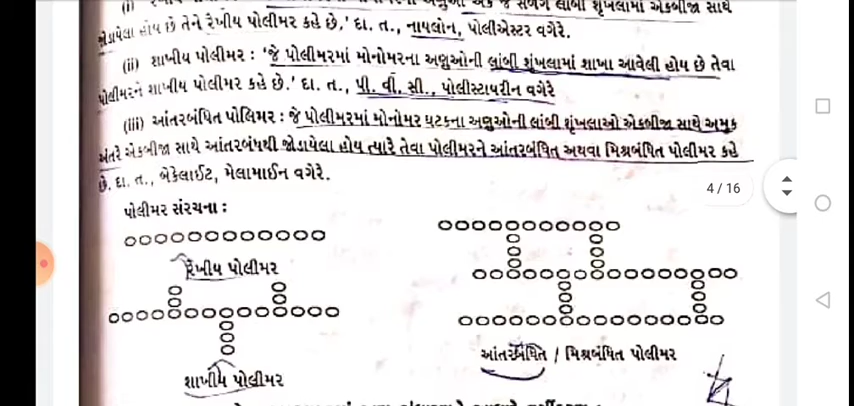 જોડાયેલા હોય છે તેને રેખીય પોલીમર કહે છે,' દા. ત., નાયલોન, પોલીએસ્ટર વગેરે.
(ii) શાખીય પોલીમર : 'જે પોલીમરમાં મોનોમરના અણુઓની લાંબી શૃંખલામાં શાખા આવેલી હોય છે તેવા
પોલીમરને શાખીય પોલીમર કહે છે.' દા. ત., પી. વી. સી., પોલીસ્ટાયરીન વગેરે
(iii) આંતરબંધિત પોલિમર : જે પોલીમરમાં મોનોમર ઘટકના અણુઓની લાંબી શૃંખલાઓ એકબીજા સાથે અમુક
અંતરે એકબીજા સાથે આંતરબંધથી જોડાયેલા હોય ત્યારે તેવા પોલીમરને આંતરબંધિત અથવા મિશ્રબંધિત પોલીમર કહે
છે. દા. ત., બેકેલાઈટ, મેલામાઈન વગેરે.
4 / 16
પોલીમર સંરચના :
રેખીય પોલીમર
આંતરબંધિત / મિશ્રબંધિત પોલીમર
શાખીય પોલીમર